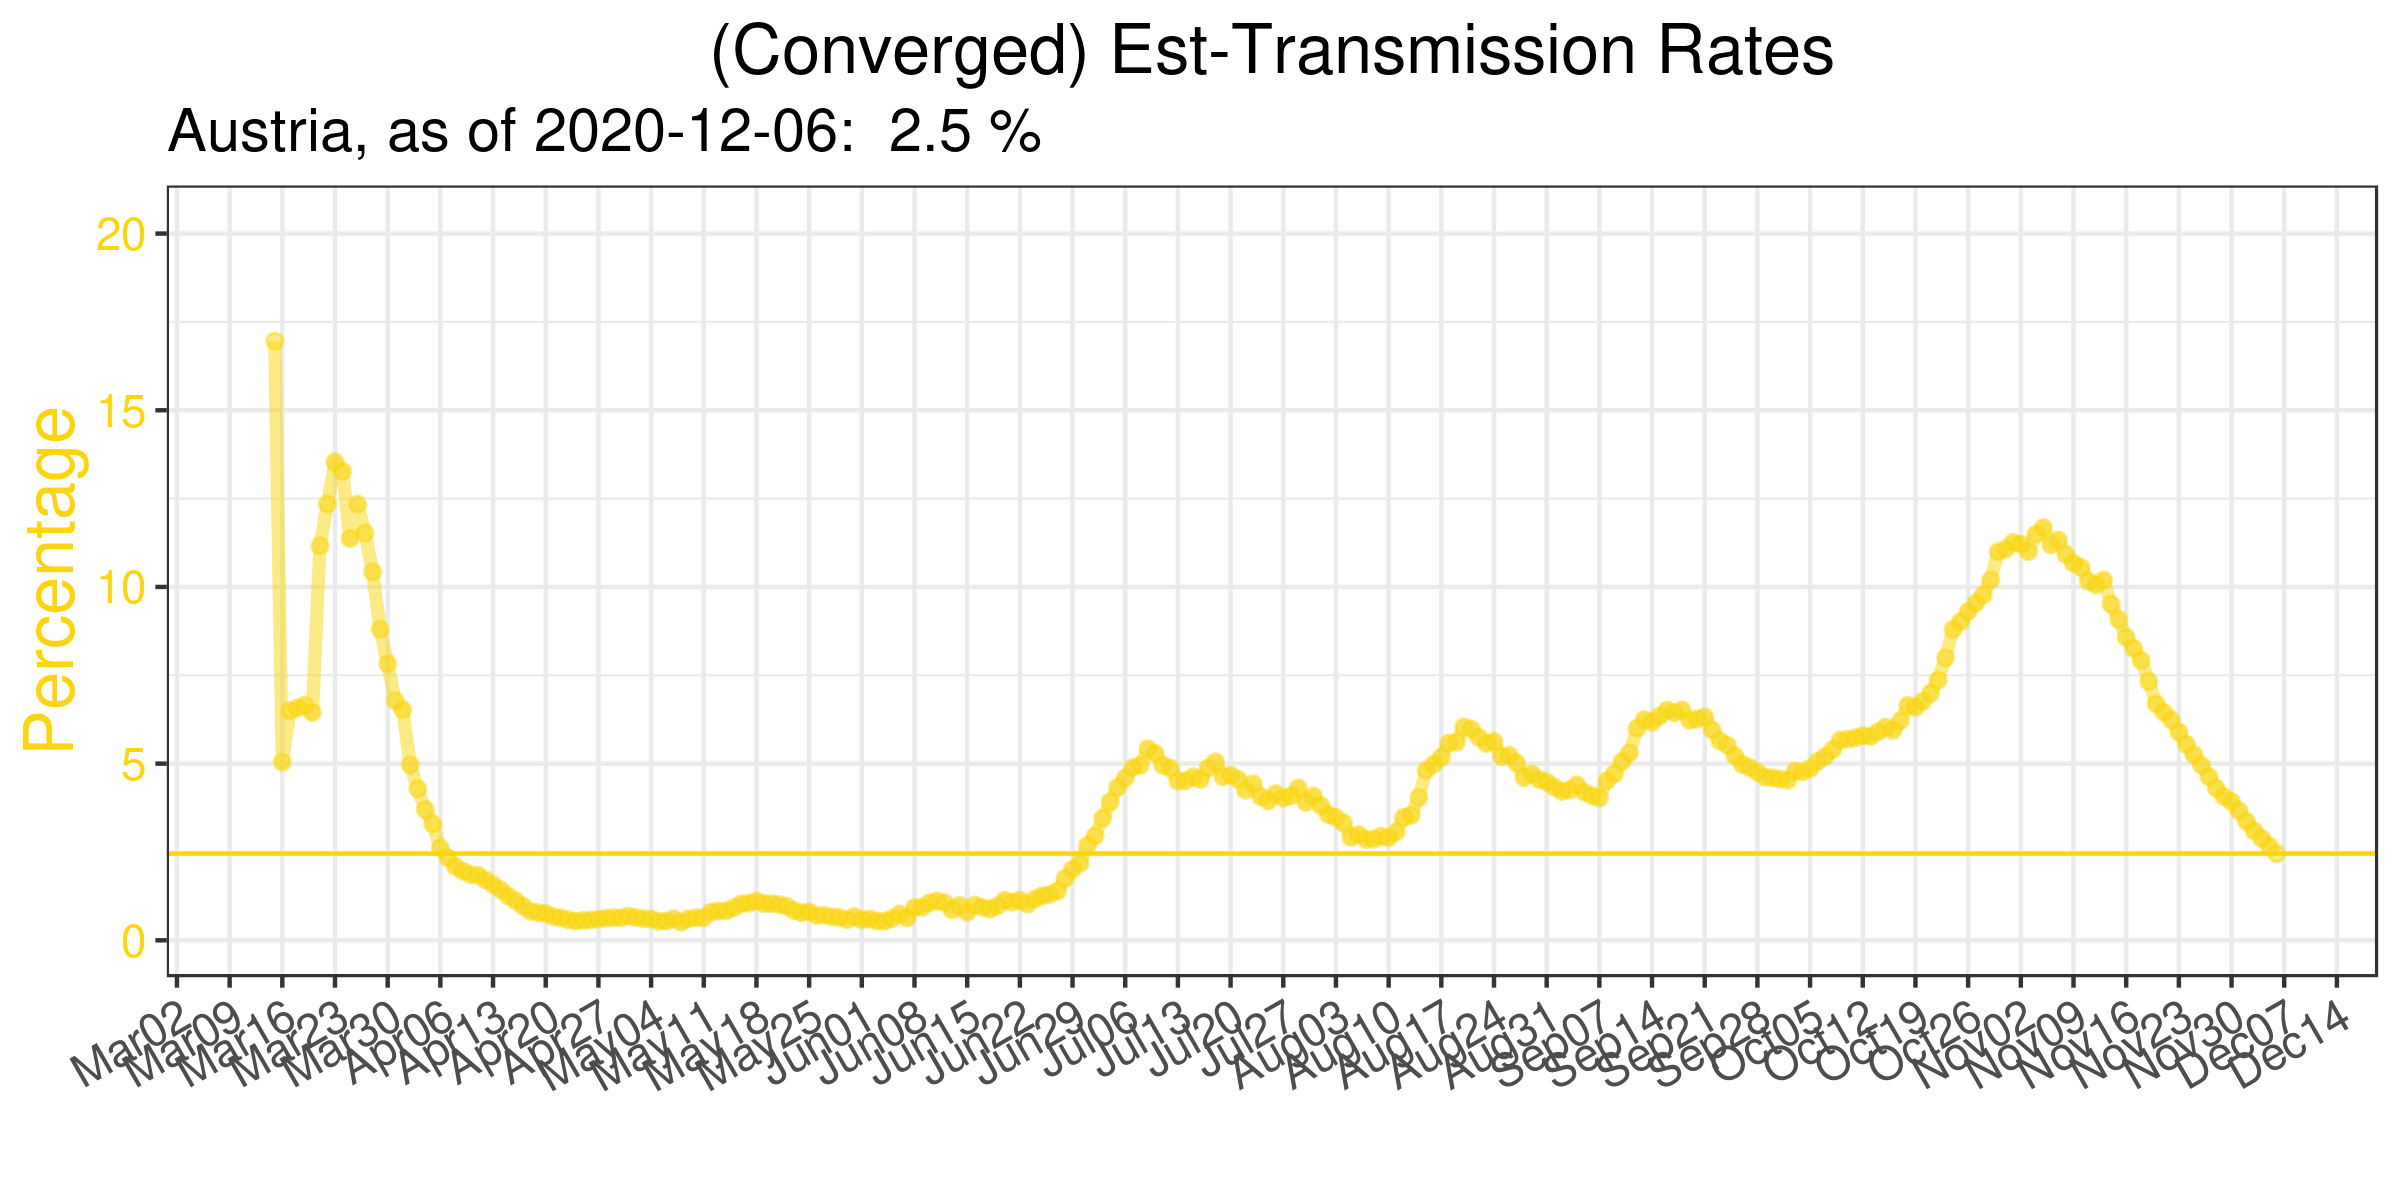 (Converged) Est-Transmission Rates
Austria, as of 2020-12-06:  2.5 %
Percentage
20
15
10
5
0
Mar02
Mar09
Mar16
Mar23
Mar30
Apr06
Apr13
Apr20
Apr27
May04
May11
May18
May25
Jun01
Jun08
Jun15
Jun22
Jun29
Jul06
Jul13
Jul20
Jul27
Aug03
Aug10
Aug17
Aug24
Aug31
Sep07
Sep14
Sep21
Sep28
Oct05
Oct12
Oct19
Oct26
Nov02
Nov09
Nov16
Nov23
Nov30
Dec07
Dec14